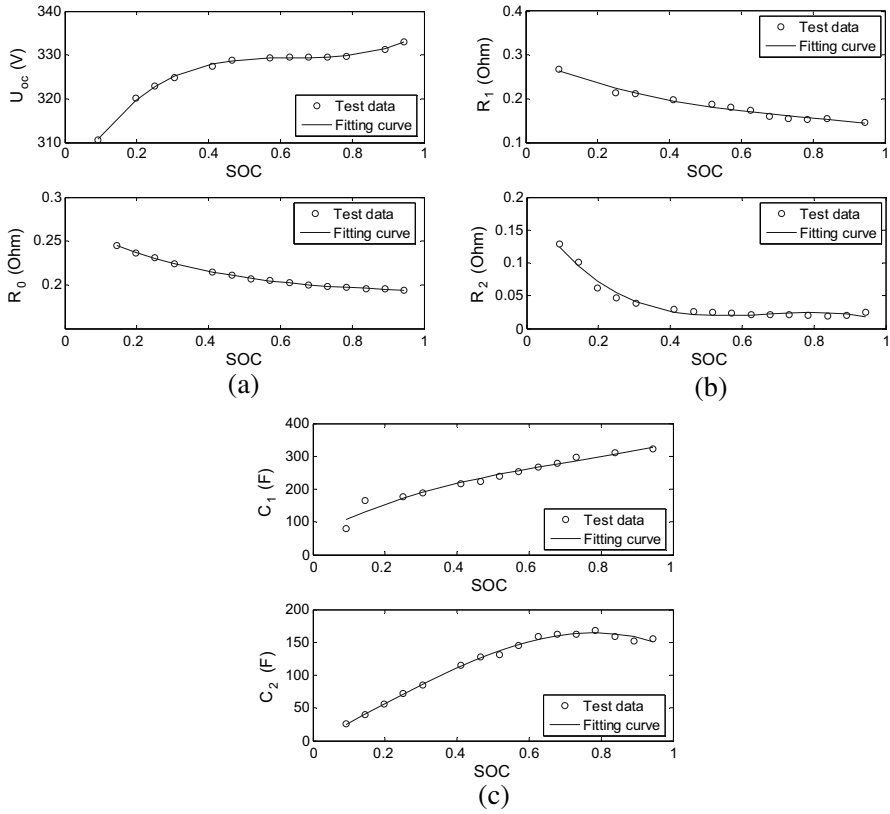 340
330
320
310
U_oc (V)
Test data
Fitting curve
0 0.2 0.4 0.6 0.8 1
SOC
0.3
0.25
0.2
R_0 (Ohm)
Test data
Fitting curve
0 0.2 0.4 0.6 0.8 1
SOC
(a)
0.4
0.3
0.2
0.1
R_1 (Ohm)
Test data
Fitting curve
0 0.2 0.4 0.6 0.8 1
SOC
0.2
0.15
0.1
0.05
0
R_2 (Ohm)
Test data
Fitting curve
0 0.2 0.4 0.6 0.8 1
SOC
(b)
400
300
200
100
0
C_1 (F)
Test data
Fitting curve
0 0.2 0.4 0.6 0.8 1
SOC
200
150
100
50
0
C_2 (F)
Test data
Fitting curve
0 0.2 0.4 0.6 0.8 1
SOC
(c)